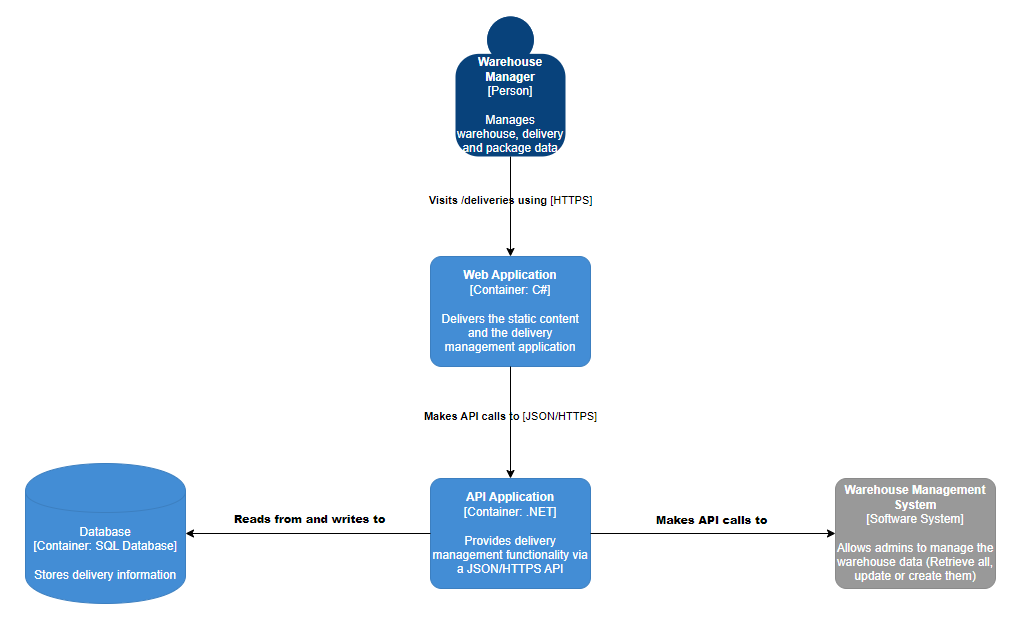 Warehouse
Manager
[Person]
Manages
warehouse, delivery
and package data
Visits /deliveries using [HTTPS]
Web Application
[Container: C#]
Delivers the static content
and the delivery
management application
Makes API calls to [JSON/HTTPS]
Database
[Container: SQL Database]
Stores delivery information
Reads from and writes to
API Application
[Container: .NET]
Provides delivery
management functionality via
a JSON/HTTPS API
Makes API calls to
Warehouse Management
System
[Software System]
Allows admins to manage the
warehouse data (Retrieve all,
update or create them)